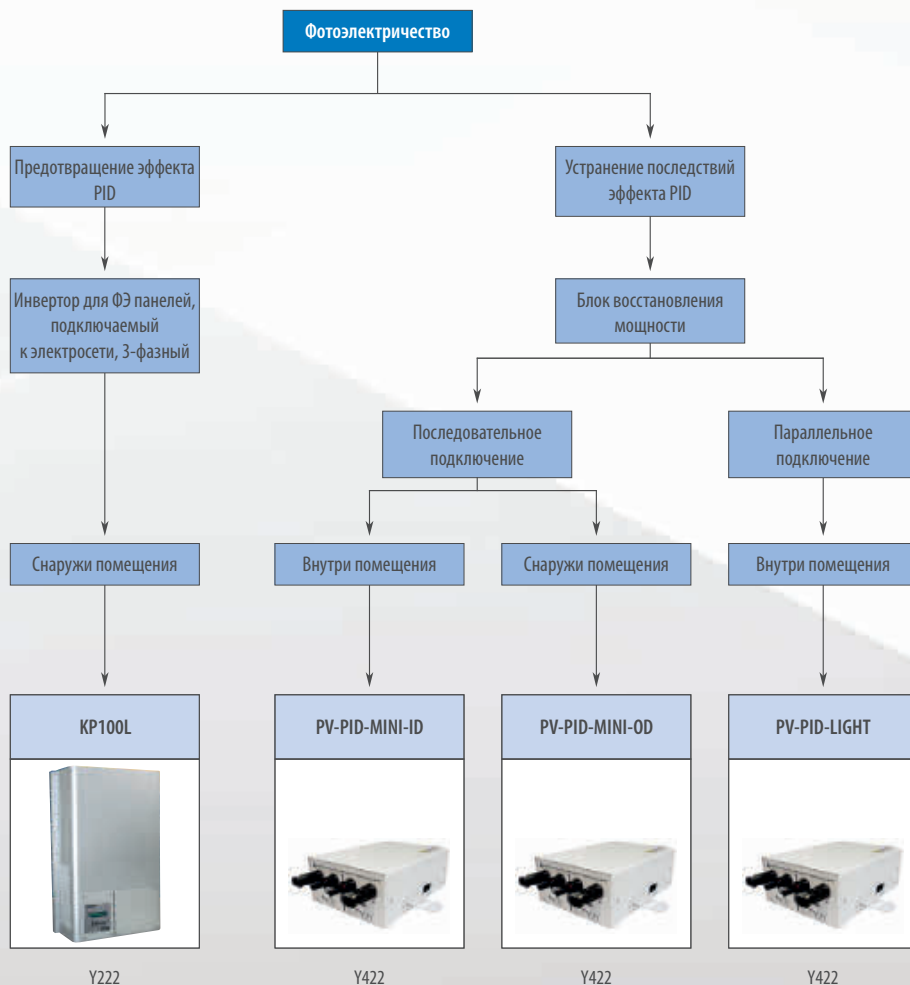 Фотоэлектричество
Предотвращение эффекта
PID
Устранение последствий
эффекта PID
Инвертор для ФЭ панелей,
подключаемый
к электросети, 3-фазный
Блок восстановления
мощности
Последовательное
подключение
Параллельное
подключение
Снаружи помещения
Внутри помещения
Снаружи помещения
Внутри помещения
KP100L
PV-PID-MINI-ID
PV-PID-MINI-OD
PV-PID-LIGHT
Y222
Y422
Y422
Y422